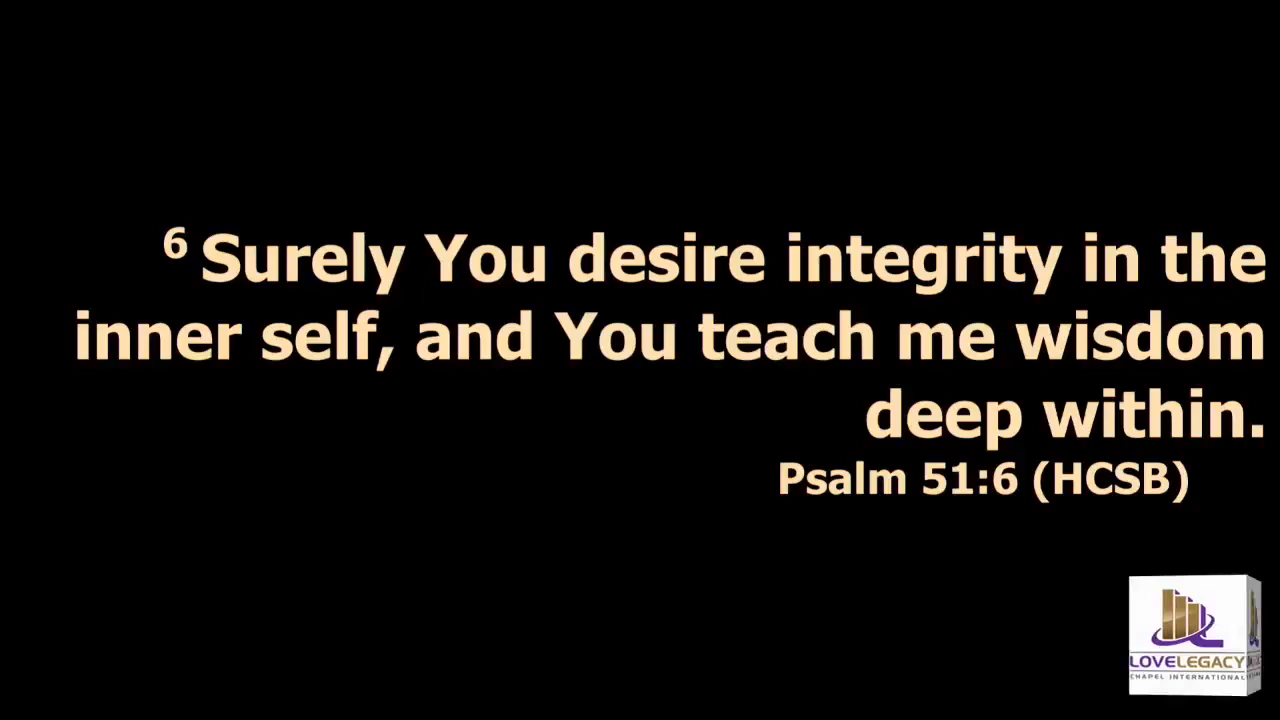 6 Surely You desire integrity in the
inner self, and You teach me wisdom
deep within.
Psalm 51:6 (HCSB)
LOVELEGACY
CHAPEL INTERNATIONAL